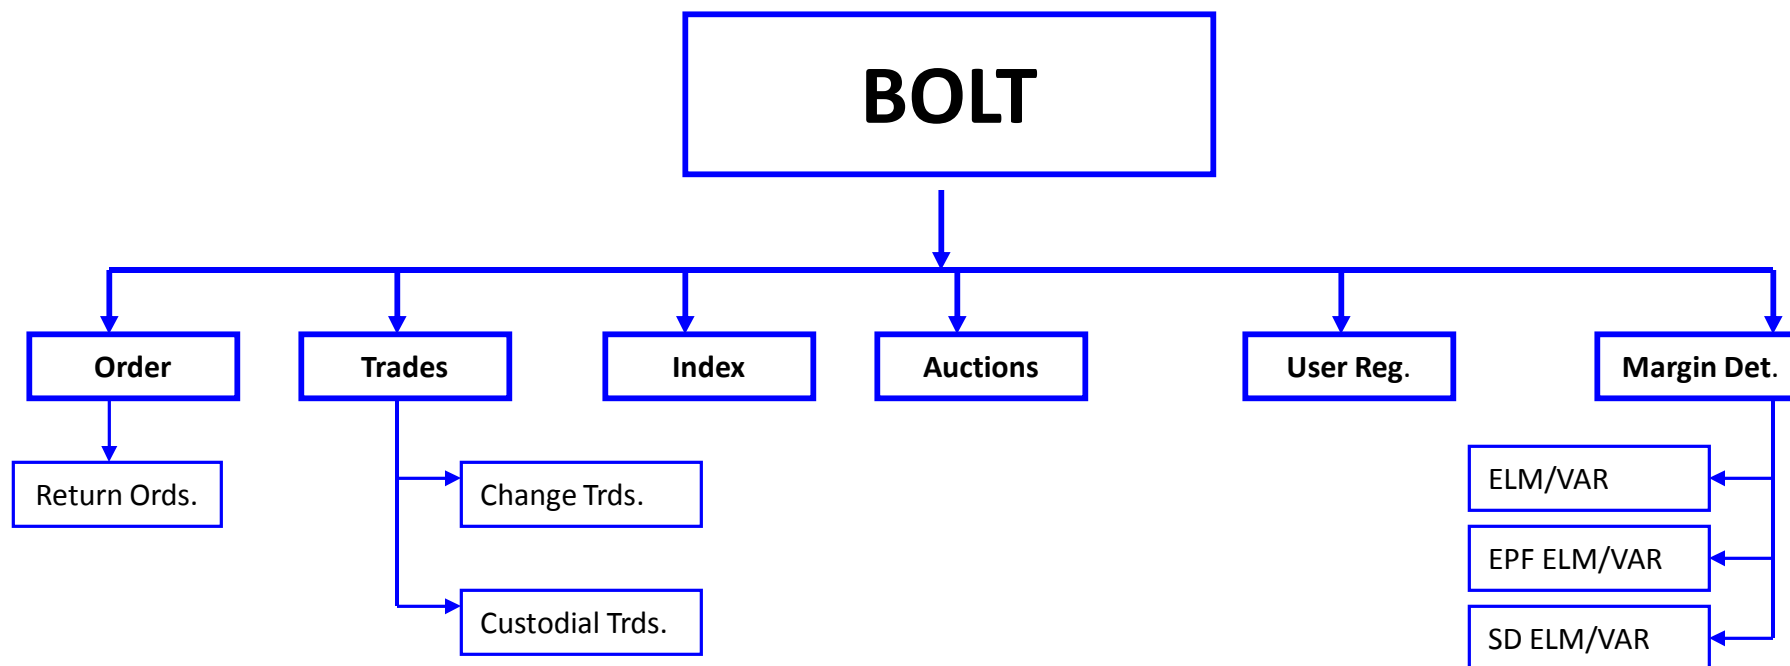 BOLT
Order
Trades
Index
Auctions
User Reg.
Margin Det.
Return Ords.
Change Trds.
ELM/VAR
EPF ELM/VAR
Custodial Trds.
SD ELM/VAR